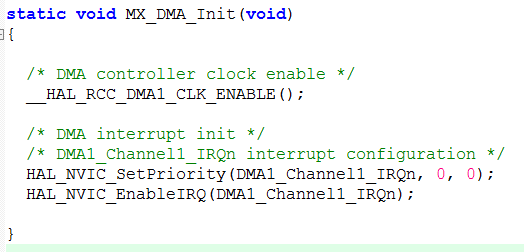 static void MX_DMA_Init(void)
{
/* DMA controller clock enable */
__HAL_RCC_DMA1_CLK_ENABLE();
/* DMA interrupt init */
/* DMA1_Channel1_IRQn interrupt configuration */
HAL_NVIC_SetPriority(DMA1_Channel1_IRQn, 0, 0);
HAL_NVIC_EnableIRQ(DMA1_Channel1_IRQn);
}